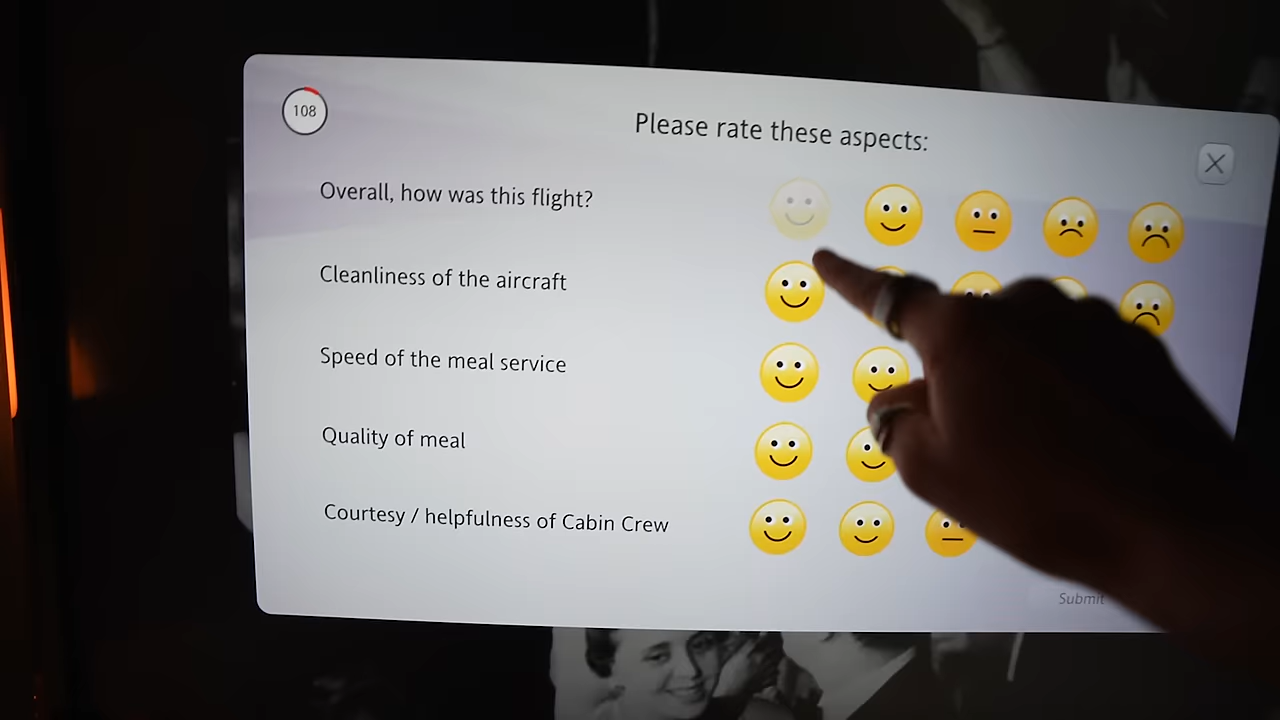 108
Please rate these aspects:
Overall, how was this flight?
Cleanliness of the aircraft
Speed of the meal service
Quality of meal
Courtesy / helpfulness of Cabin Crew
Submit